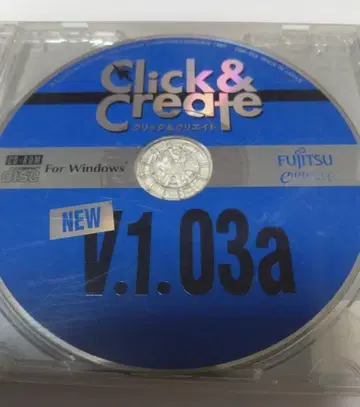 Click &
Create
クリック&クリエイト
CD-ROM
disc
For Windows
FUJITSU
NEW
V.1.03a